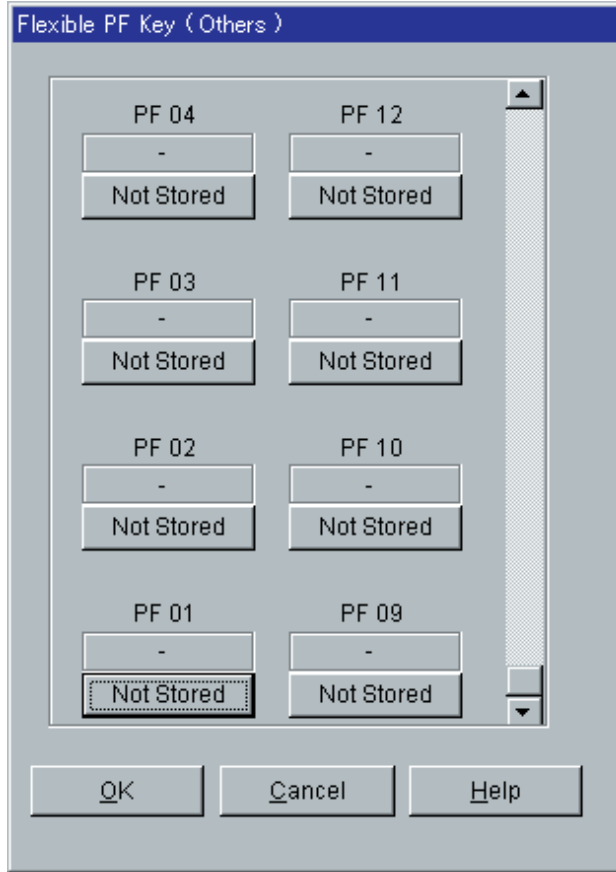 Flexible PF Key ( Others )
PF 04 PF 12
- -
Not Stored Not Stored
PF 03 PF 11
- -
Not Stored Not Stored
PF 02 PF 10
- -
Not Stored Not Stored
PF 01 PF 09
- -
Not Stored Not Stored
OK Cancel Help